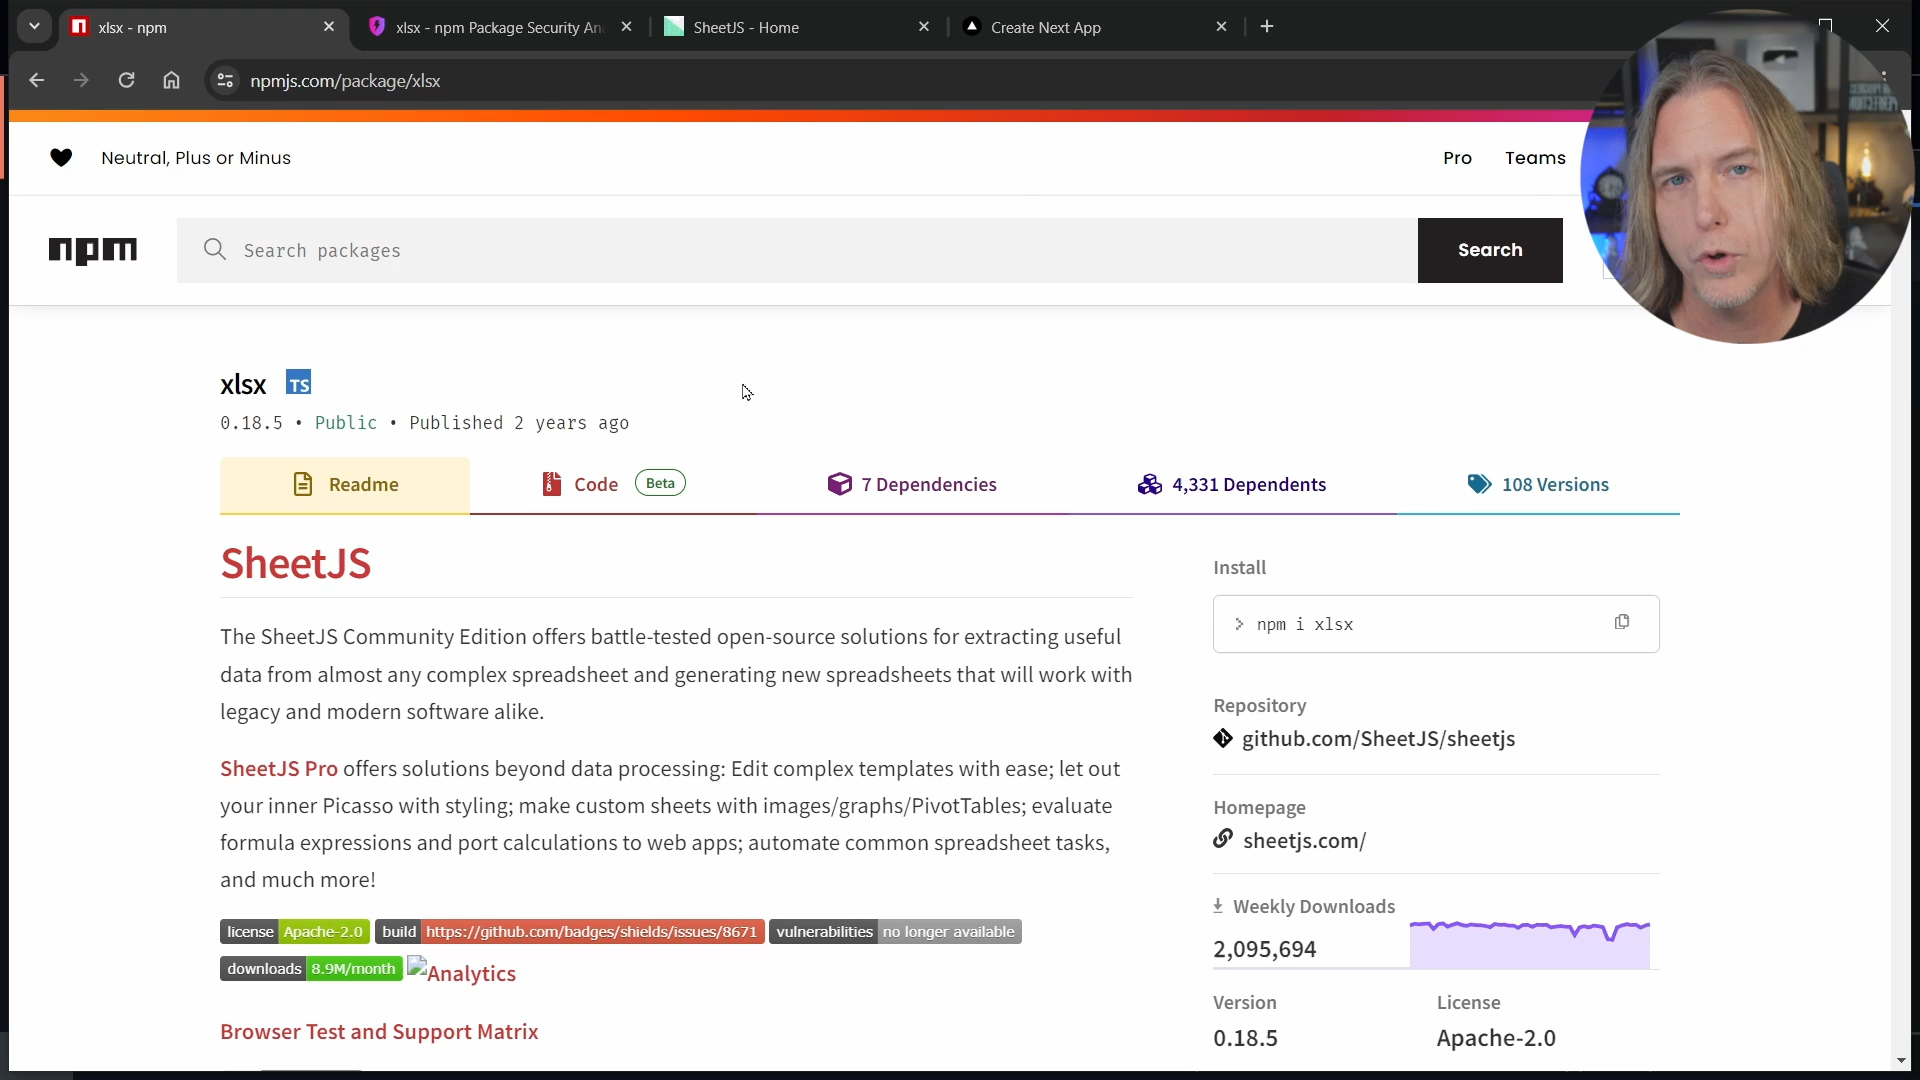 xlsx - npm
xlsx - npm Package Security An
SheetJS - Home
Create Next App
npmjs.com/package/xlsx
Neutral, Plus or Minus
Pro
Teams
npm
Search packages
Search
xlsx TS
0.18.5 • Public • Published 2 years ago
Readme
Code Beta
7 Dependencies
4,331 Dependents
108 Versions
SheetJS
The SheetJS Community Edition offers battle-tested open-source solutions for extracting useful
data from almost any complex spreadsheet and generating new spreadsheets that will work with
legacy and modern software alike.
SheetJS Pro offers solutions beyond data processing: Edit complex templates with ease; let out
your inner Picasso with styling; make custom sheets with images/graphs/PivotTables; evaluate
formula expressions and port calculations to web apps; automate common spreadsheet tasks,
and much more!
license Apache-2.0 build https://github.com/badges/shields/issues/8671 vulnerabilities no longer available
downloads 8.9M/month Analytics
Browser Test and Support Matrix
Install
> npm i xlsx
Repository
github.com/SheetJS/sheetjs
Homepage
sheetjs.com/
Weekly Downloads
2,095,694
Version
License
0.18.5
Apache-2.0